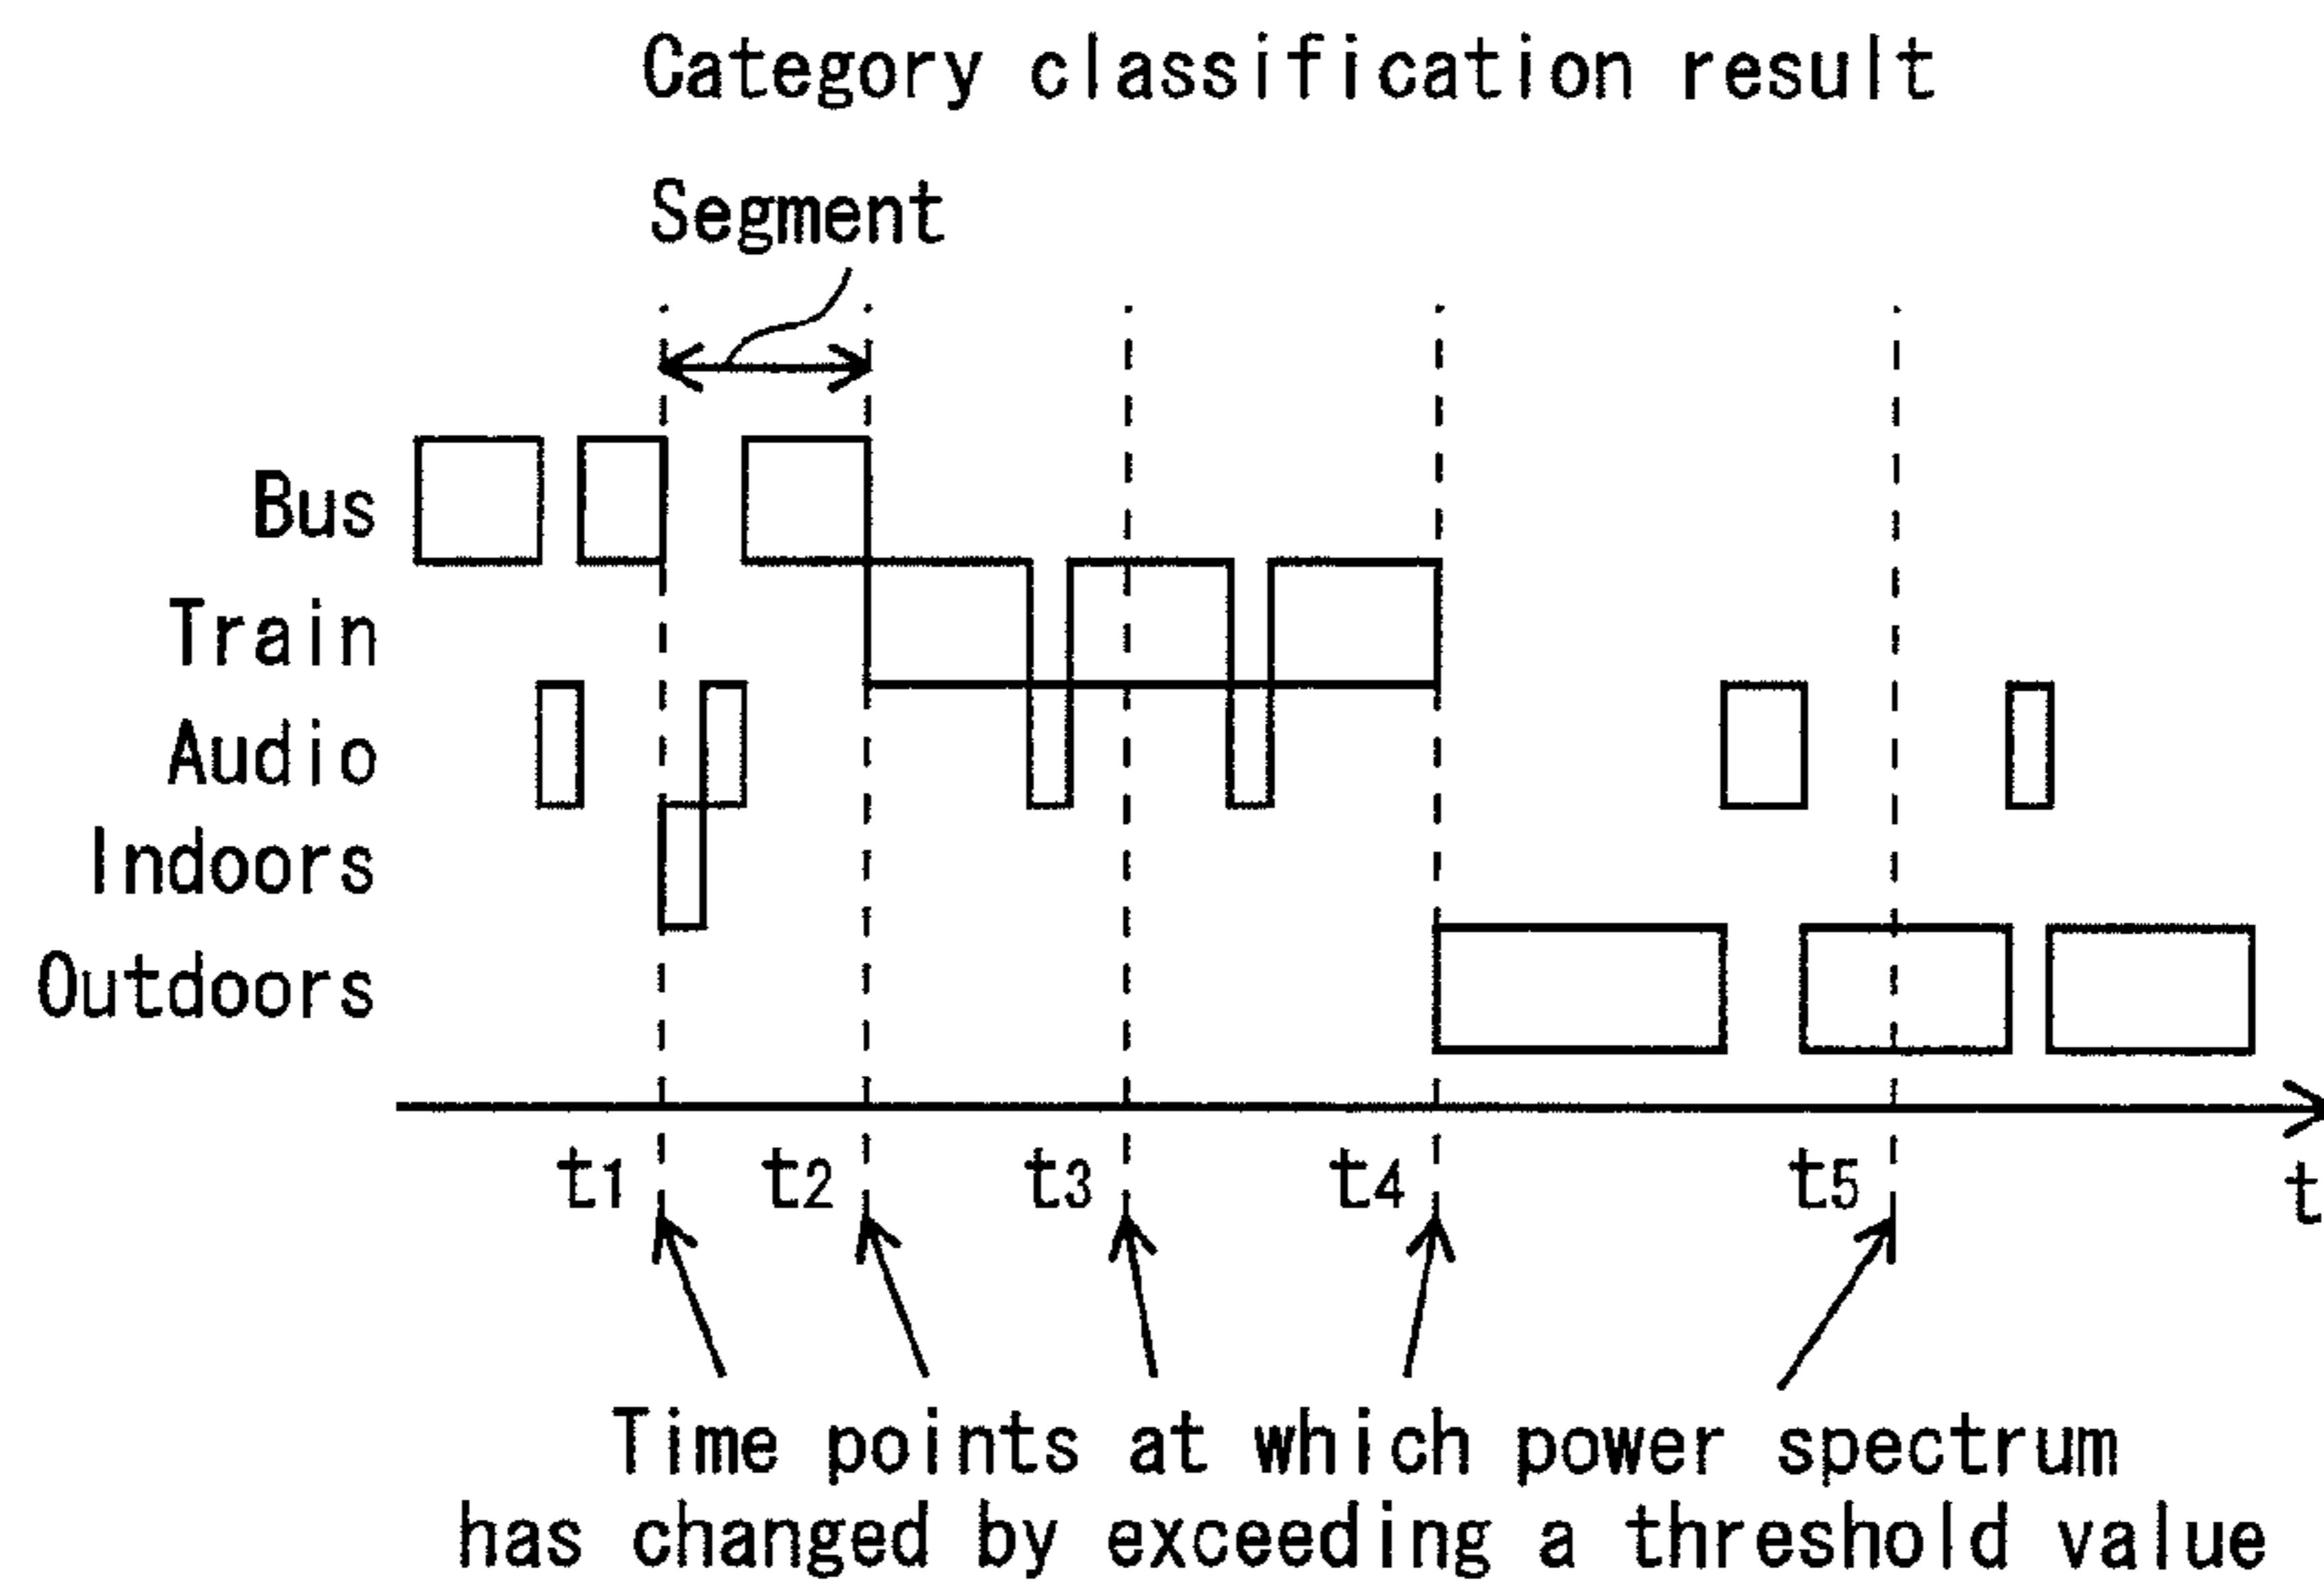 Category classification result
Segment
Bus
Train
Audio
Indoors
Outdoors
t1 t2 t3 t4 t5 t
Time points at which power spectrum
has changed by exceeding a threshold value